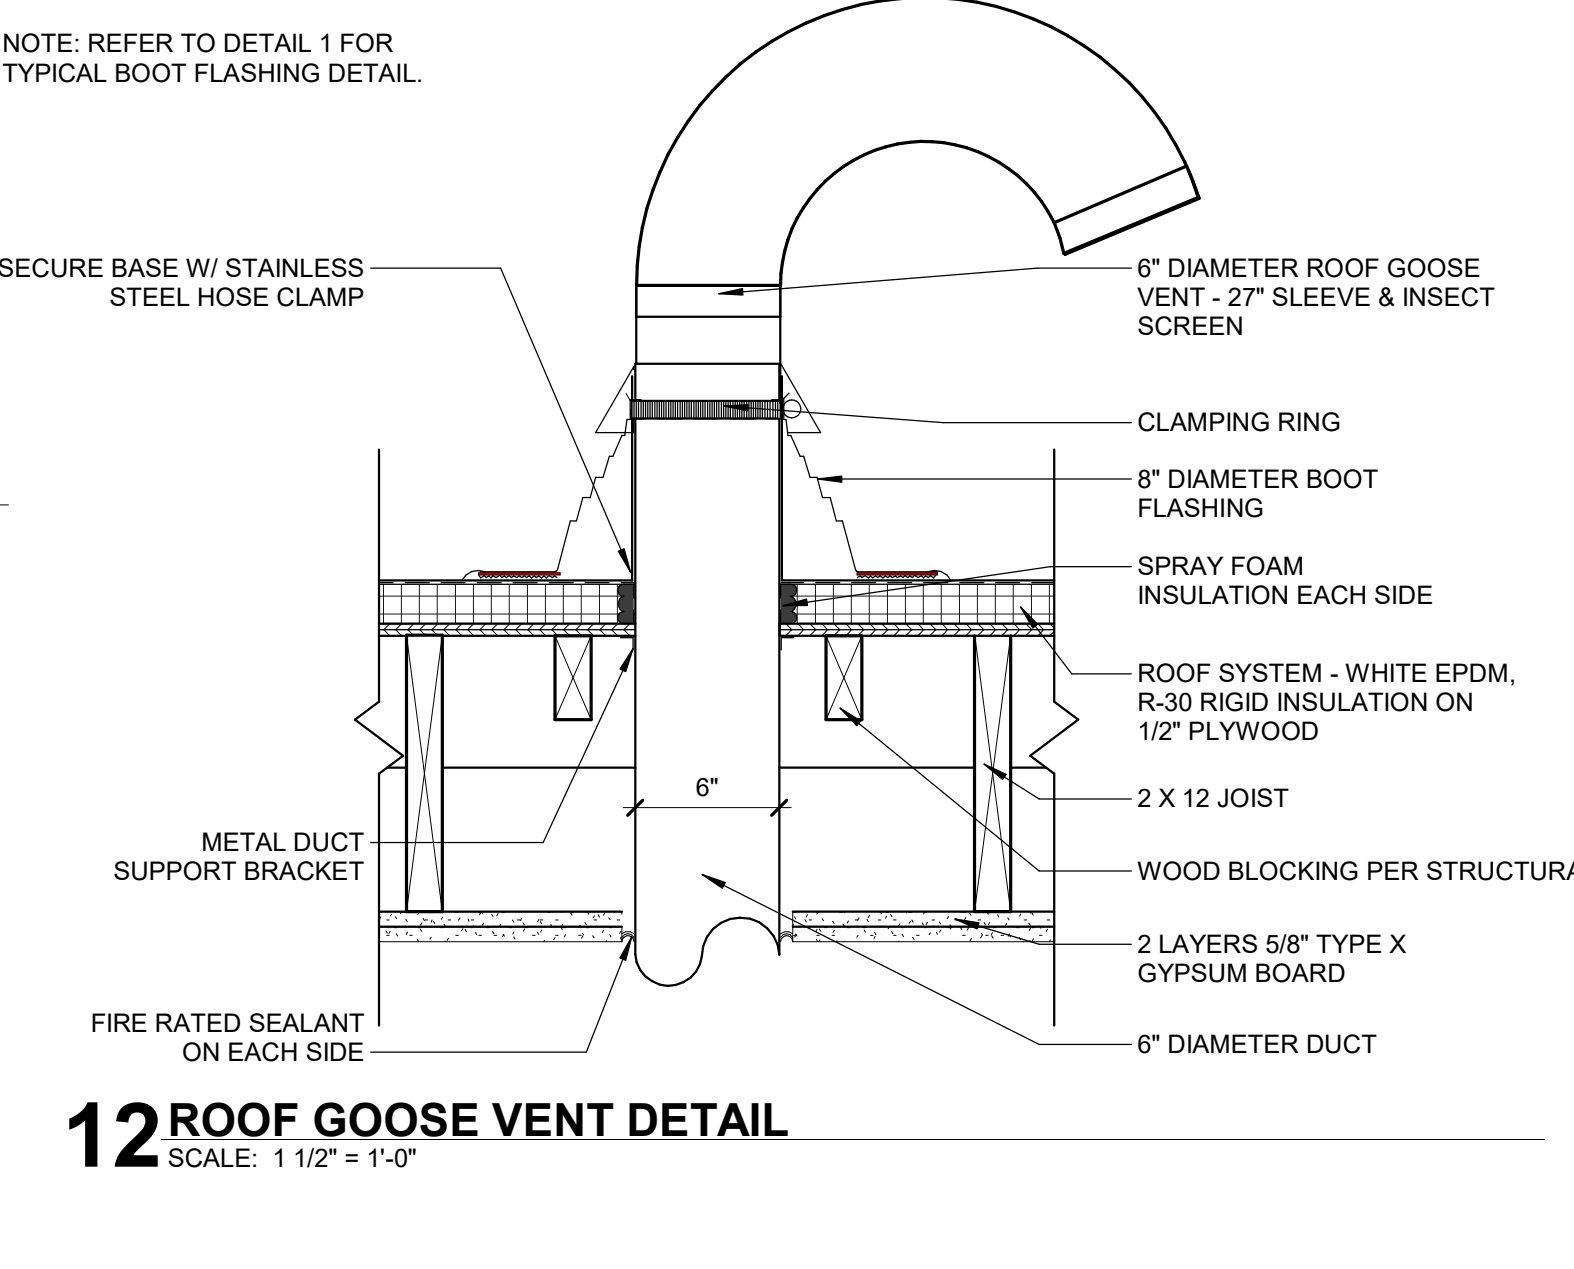 NOTE: REFER TO DETAIL 1 FOR
TYPICAL BOOT FLASHING DETAIL.
SECURE BASE W/ STAINLESS
STEEL HOSE CLAMP
6" DIAMETER ROOF GOOSE
VENT - 27" SLEEVE & INSECT
SCREEN
CLAMPING RING
8" DIAMETER BOOT
FLASHING
SPRAY FOAM
INSULATION EACH SIDE
ROOF SYSTEM - WHITE EPDM,
R-30 RIGID INSULATION ON
1/2" PLYWOOD
6"
2 X 12 JOIST
METAL DUCT
SUPPORT BRACKET
WOOD BLOCKING PER STRUCTURA
2 LAYERS 5/8" TYPE X
GYPSUM BOARD
FIRE RATED SEALANT
ON EACH SIDE
6" DIAMETER DUCT
12 ROOF GOOSE VENT DETAIL
SCALE: 1 1/2" = 1'-0"